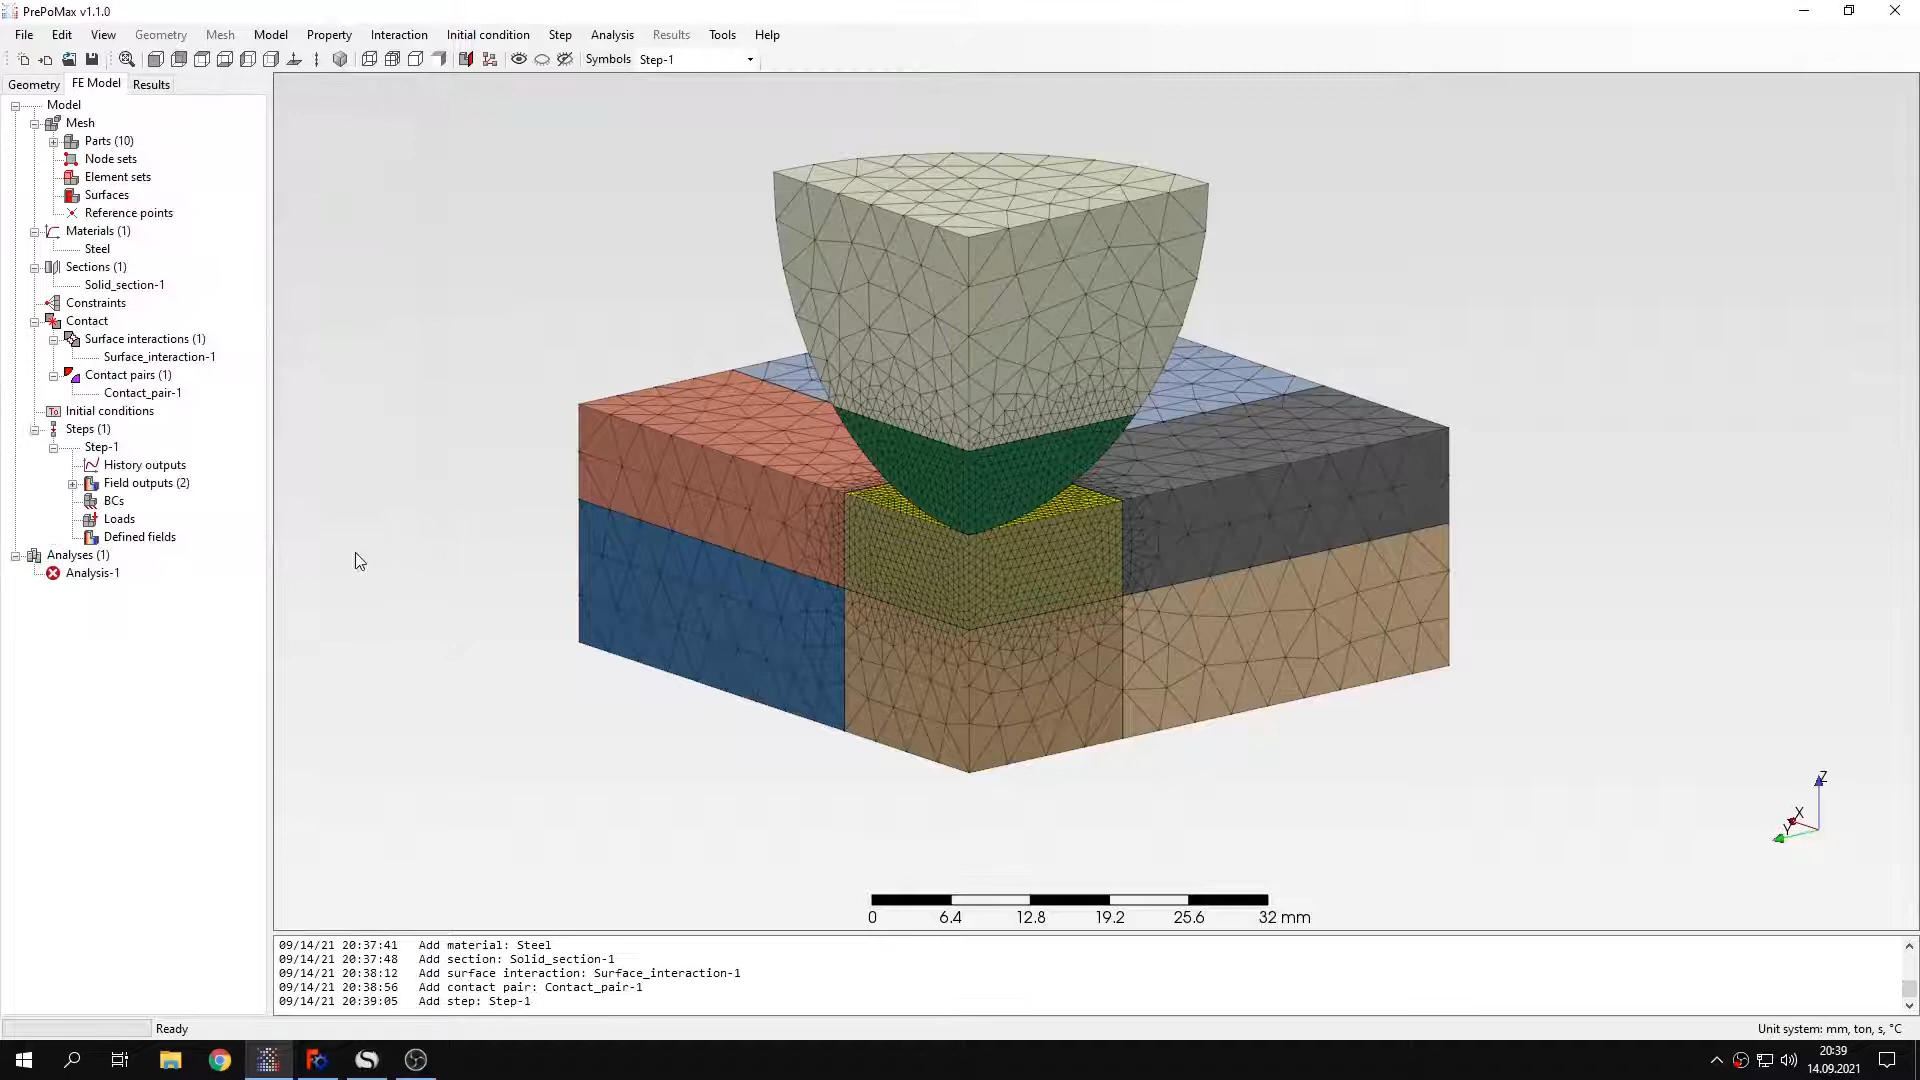 PrePoMax v1.1.0
File Edit View Geometry Mesh Model Property Interaction Initial condition Step Analysis Results Tools Help
Symbols Step-1
Geometry FE Model Results
Model
Mesh
Parts (10)
Node sets
Element sets
Surfaces
Reference points
Materials (1)
Steel
Sections (1)
Solid_section-1
Constraints
Contact
Surface interactions (1)
Surface_interaction-1
Contact pairs (1)
Contact_pair-1
Initial conditions
Steps (1)
Step-1
History outputs
Field outputs (2)
BCs
Loads
Defined fields
Analyses (1)
Analysis-1
Z
X
Y
0 6.4 12.8 19.2 25.6 32 mm
09/14/21 20:37:41 Add material: Steel
09/14/21 20:37:48 Add section: Solid_section-1
09/14/21 20:38:12 Add surface interaction: Surface_interaction-1
09/14/21 20:38:56 Add contact pair: Contact_pair-1
09/14/21 20:39:05 Add step: Step-1
Ready
Unit system: mm, ton, s, °C
20:39
14.09.2021